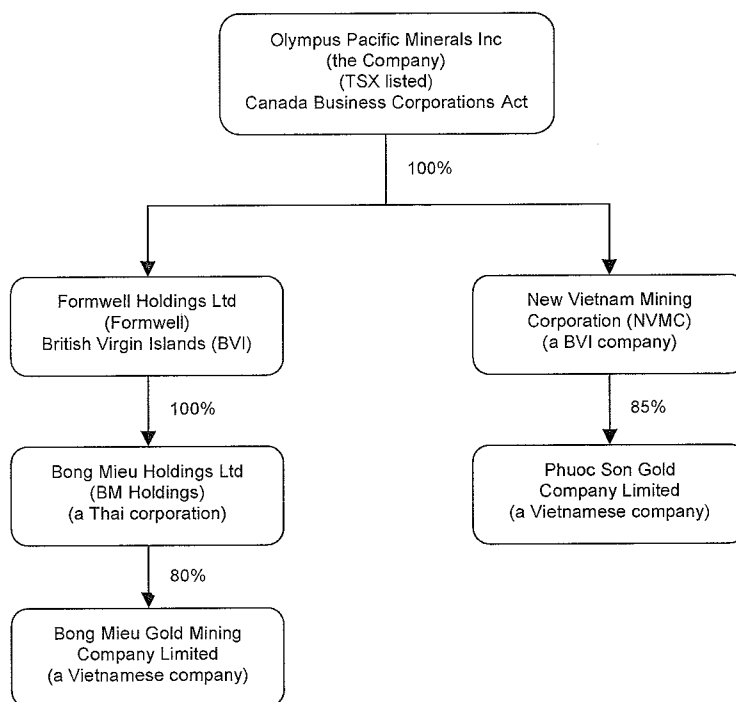 Olympus Pacific Minerals Inc
(the Company)
(TSX listed)
Canada Business Corporations Act
100%
Formwell Holdings Ltd
(Formwell)
British Virgin Islands (BVI)
New Vietnam Mining
Corporation (NVMC)
(a BVI company)
100%
85%
Bong Mieu Holdings Ltd
(BM Holdings)
(a Thai corporation)
Phuoc Son Gold
Company Limited
(a Vietnamese company)
80%
Bong Mieu Gold Mining
Company Limited
(a Vietnamese company)